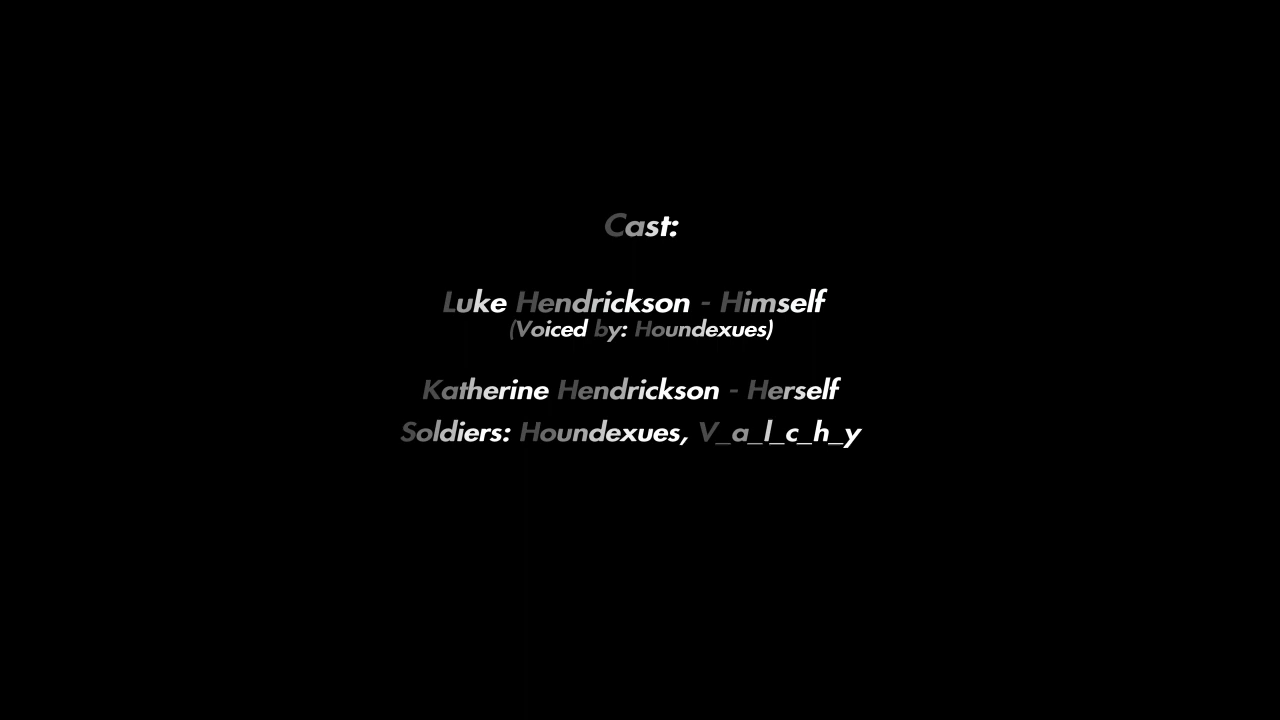 Cast:
Luke Hendrickson - Himself
(Voiced by: Houndexues)
Katherine Hendrickson - Herself
Soldiers: Houndexues, V_a_l_c_h_y